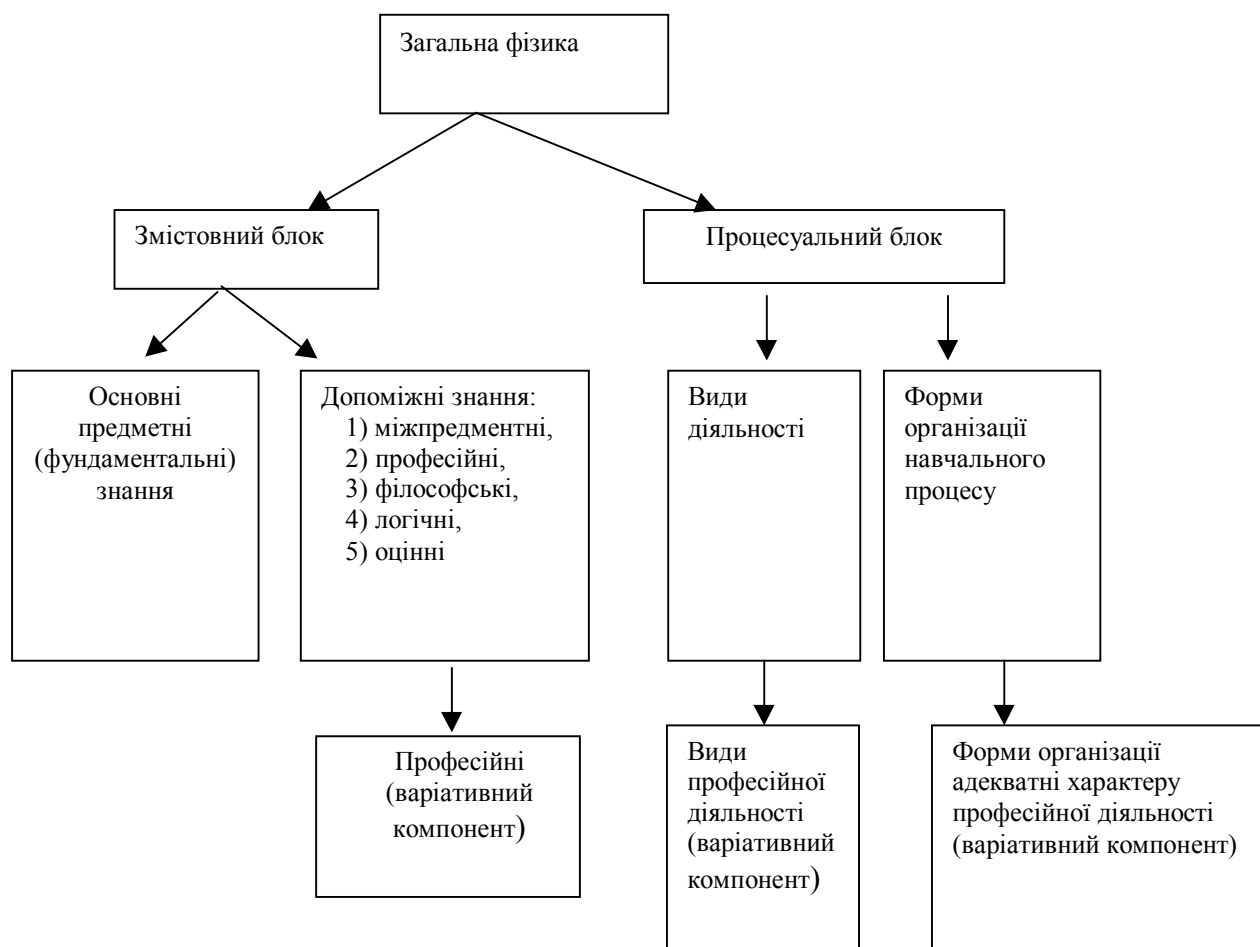 Загальна фізика
Змістовний блок
Процесуальний блок
Основні
предметні
(фундаментальні)
знання
Допоміжні знання:
1) міжпредментні,
2) професійні,
3) філософські,
4) логічні,
5) оцінні
Види
діяльності
Форми
організації
навчального
процесу
Професійні
(варіативний
компонент)
Види
професійної
діяльності
(варіативний
компонент)
Форми організації
адекватні характеру
професійної діяльності
(варіативний компонент)